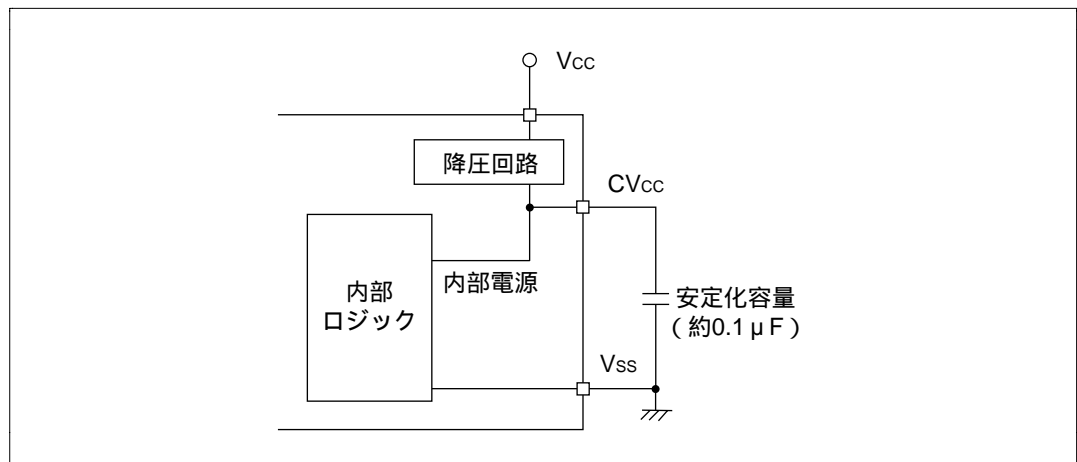 Vcc
降圧回路
CVcc
内部電源
内部
ロジック
安定化容量
（約0.1μF）
Vss